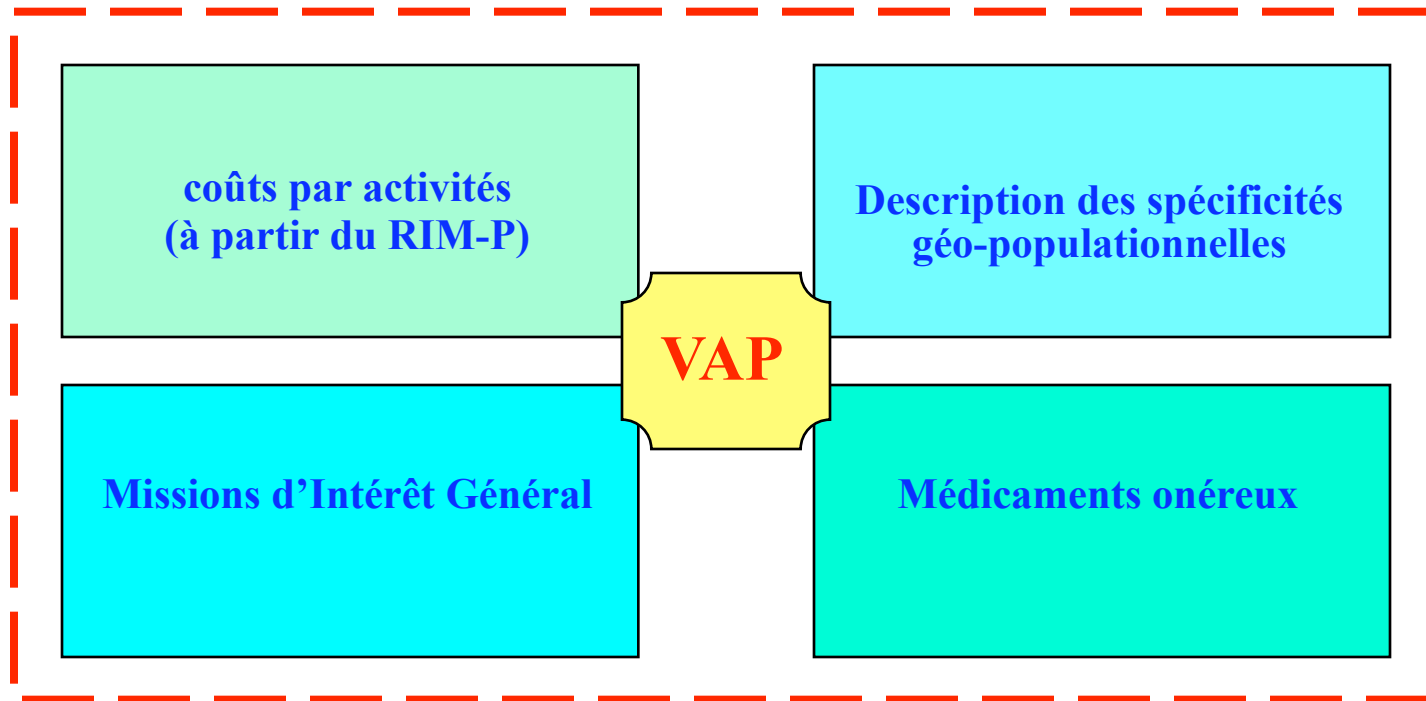 coûts par activités
(à partir du RIM-P)
Description des spécificités
géo-populationnelles
VAP
Missions d’Intérêt Général
Médicaments onéreux